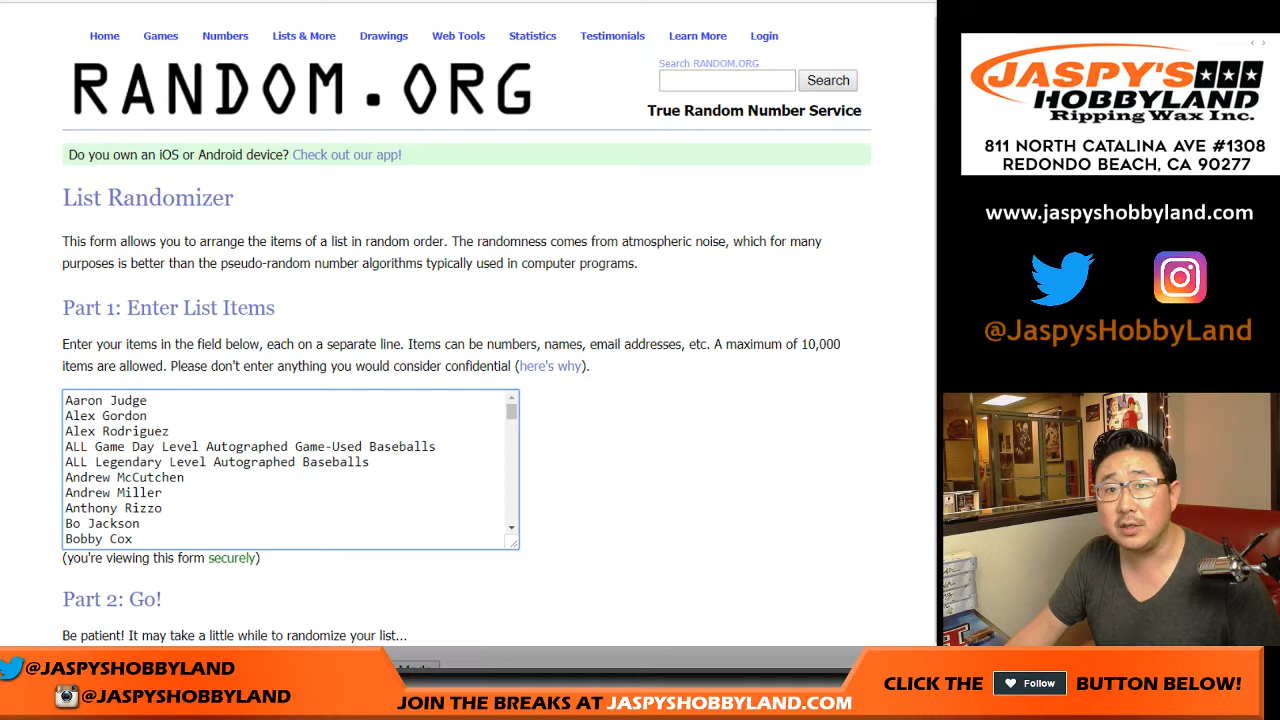 Home Games Numbers Lists & More Drawings Web Tools Statistics Testimonials Learn More Login
RANDOM.ORG
Search RANDOM.ORG
Search
True Random Number Service
Do you own an iOS or Android device? Check out our app!
List Randomizer
This form allows you to arrange the items of a list in random order. The randomness comes from atmospheric noise, which for many
purposes is better than the pseudo-random number algorithms typically used in computer programs.
Part 1: Enter List Items
Enter your items in the field below, each on a separate line. Items can be numbers, names, email addresses, etc. A maximum of 10,000
items are allowed. Please don't enter anything you would consider confidential (here's why).
Aaron Judge
Alex Gordon
Alex Rodriguez
ALL Game Day Level Autographed Game-Used Baseballs
ALL Legendary Level Autographed Baseballs
Andrew McCutchen
Andrew Miller
Anthony Rizzo
Bo Jackson
Bobby Cox
(you're viewing this form securely)
Part 2: Go!
Be patient! It may take a little while to randomize your list...
JASPY'S
HOBBYLAND
Ripping Wax Inc.
811 NORTH CATALINA AVE #1308
REDONDO BEACH, CA 90277
www.jaspyshobbyland.com
@JaspysHobbyLand
@JASPYSHOBBYLAND
@JASPYSHOBBYLAND
JOIN THE BREAKS AT JASPYSHOBBYLAND.COM
CLICK THE Follow BUTTON BELOW!